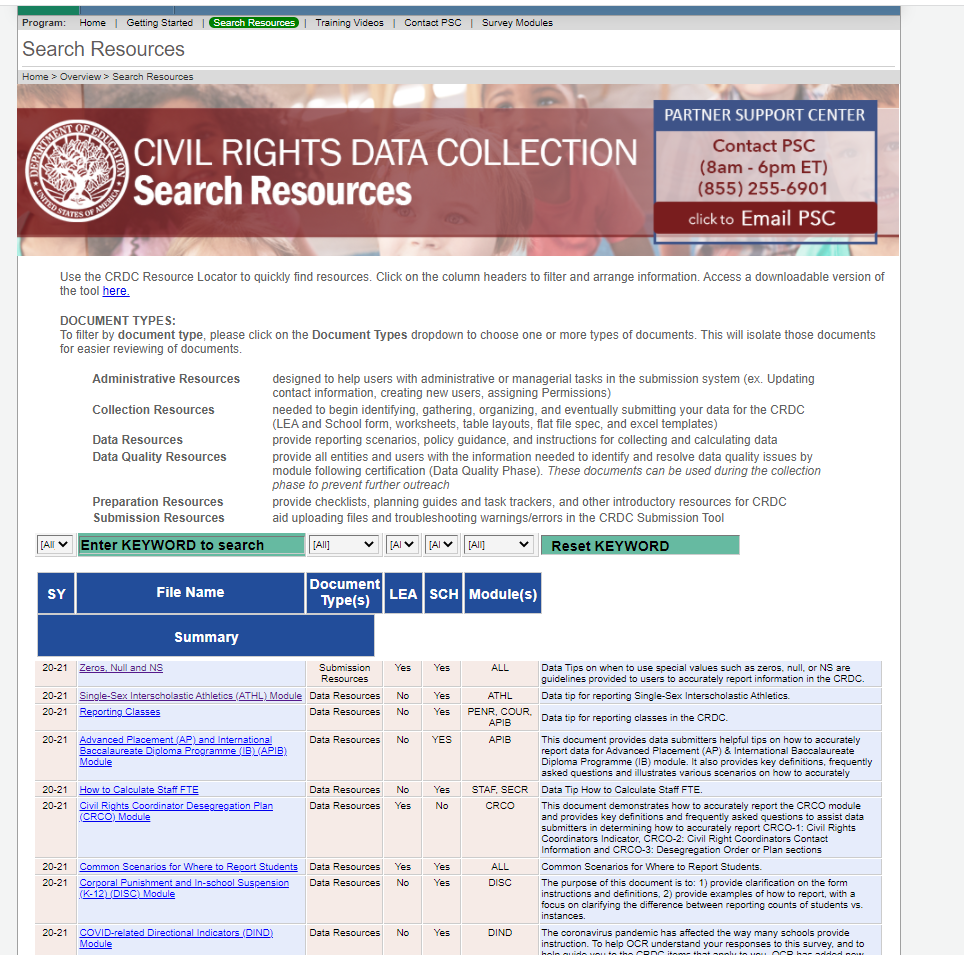 Program: Home | Getting Started | Search Resources | Training Videos | Contact PSC | Survey Modules
Search Resources
Home > Overview > Search Resources
DEPARTMENT OF EDUCATION
UNITED STATES OF AMERICA
CIVIL RIGHTS DATA COLLECTION
Search Resources
PARTNER SUPPORT CENTER
Contact PSC
(8am - 6pm ET)
(855) 255-6901
click to Email PSC
Use the CRDC Resource Locator to quickly find resources. Click on the column headers to filter and arrange information. Access a downloadable version of
the tool here.
DOCUMENT TYPES:
To filter by document type, please click on the Document Types dropdown to choose one or more types of documents. This will isolate those documents
for easier reviewing of documents.
Administrative Resources designed to help users with administrative or managerial tasks in the submission system (ex. Updating
contact information, creating new users, assigning Permissions)
Collection Resources needed to begin identifying, gathering, organizing, and eventually submitting your data for the CRDC
(LEA and School form, worksheets, table layouts, flat file spec, and excel templates)
Data Resources provide reporting scenarios, policy guidance, and instructions for collecting and calculating data
Data Quality Resources provide all entities and users with the information needed to identify and resolve data quality issues by
module following certification (Data Quality Phase). These documents can be used during the collection
phase to prevent further outreach
Preparation Resources provide checklists, planning guides and task trackers, and other introductory resources for CRDC
Submission Resources aid uploading files and troubleshooting warnings/errors in the CRDC Submission Tool
[All Enter KEYWORD to search [All] [Al [Al [All] Reset KEYWORD
SY File Name Document Type(s) LEA SCH Module(s)
Summary
20-21 Zeros, Null and NS Submission Resources Yes Yes ALL Data Tips on when to use special values such as zeros, null, or NS are
guidelines provided to users to accurately report information in the CRDC.
20-21 Single-Sex Interscholastic Athletics (ATHL) Module Data Resources No Yes ATHL Data tip for reporting Single-Sex Interscholastic Athletics.
20-21 Reporting Classes Data Resources No Yes PENR, COUR, APIB Data tip for reporting classes in the CRDC.
20-21 Advanced Placement (AP) and International Data Resources No YES APIB This document provides data submitters helpful tips on how to accurately
Baccalaureate Diploma Programme (IB) (APIB) report data for Advanced Placement (AP) & International Baccalaureate
Module Diploma Programme (IB) module. It also provides key definitions, frequently
asked questions and illustrates various scenarios on how to accurately
20-21 How to Calculate Staff FTE Data Resources No Yes STAF, SECR Data Tip How to Calculate Staff FTE.
20-21 Civil Rights Coordinator Desegregation Plan Data Resources Yes No CRCO This document demonstrates how to accurately report the CRCO module
(CRCO) Module and provides key definitions and frequently asked questions to assist data
submitters in determining how to accurately report CRCO-1: Civil Rights
Coordinators Indicator, CRCO-2: Civil Right Coordinators Contact
Information and CRCO-3: Desegregation Order or Plan sections
20-21 Common Scenarios for Where to Report Students Data Resources Yes Yes ALL Common Scenarios for Where to Report Students.
20-21 Corporal Punishment and In-school Suspension Data Resources No Yes DISC The purpose of this document is to: 1) provide clarification on the form
(K-12) (DISC) Module instructions and definitions, 2) provide examples of how to report, with a
focus on clarifying the difference between reporting counts of students vs.
instances.
20-21 COVID-related Directional Indicators (DIND) Data Resources No Yes DIND The coronavirus pandemic has affected the way many schools provide
Module instruction. To help OCR understand your responses to this survey, and to
help guide you to the CRDC items that apply to you, OCR has added new